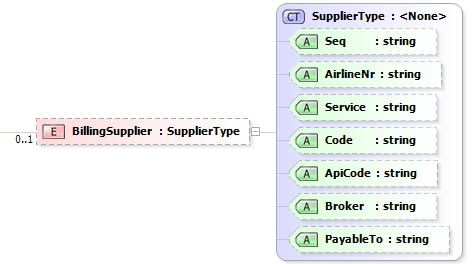 CT SupplierType : <None>
A Seq : string
A AirlineNr : string
A Service : string
E BillingSupplier : SupplierType
0..1
A Code : string
A ApiCode : string
A Broker : string
A PayableTo : string